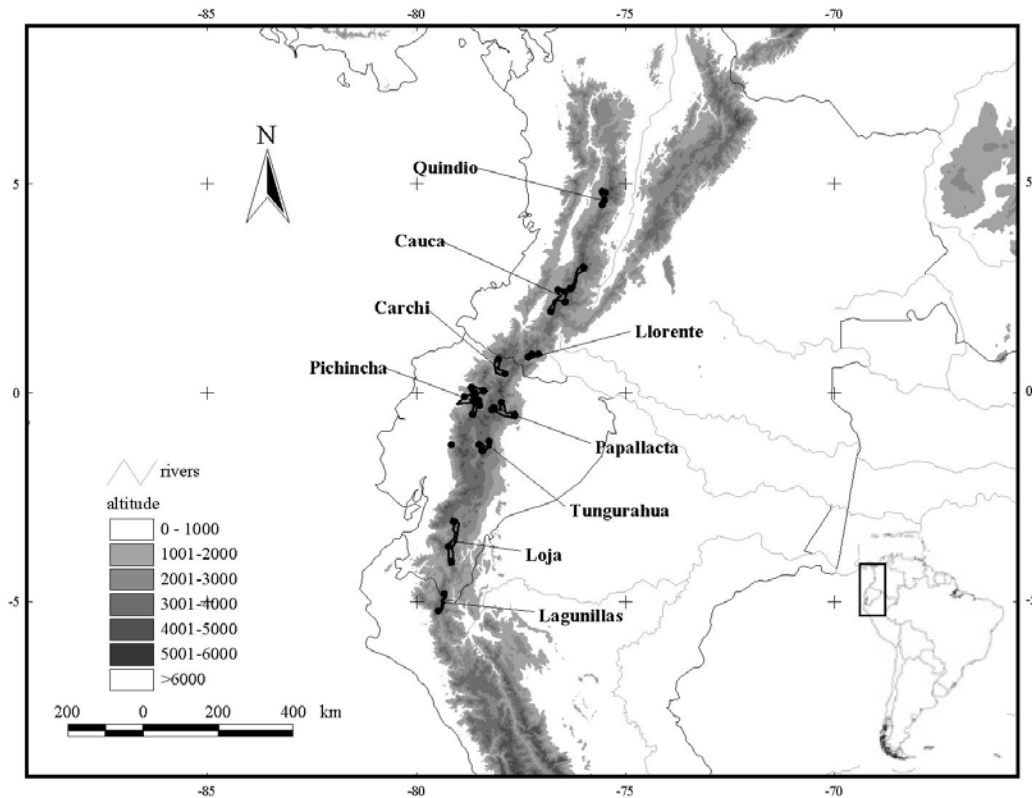 -85 -80 -75 -70
N
Quindio
5 5
Cauca
Carchi
Llorente
Pichincha
0 0
Papallacta
rivers
altitude
Tungurahua
0 - 1000
1001-2000
Loja
2001-3000
3001-4000
-5
Lagunillas
4001-5000
5001-6000
>6000
200 0 200 400 km
-85 -80 -75 -70